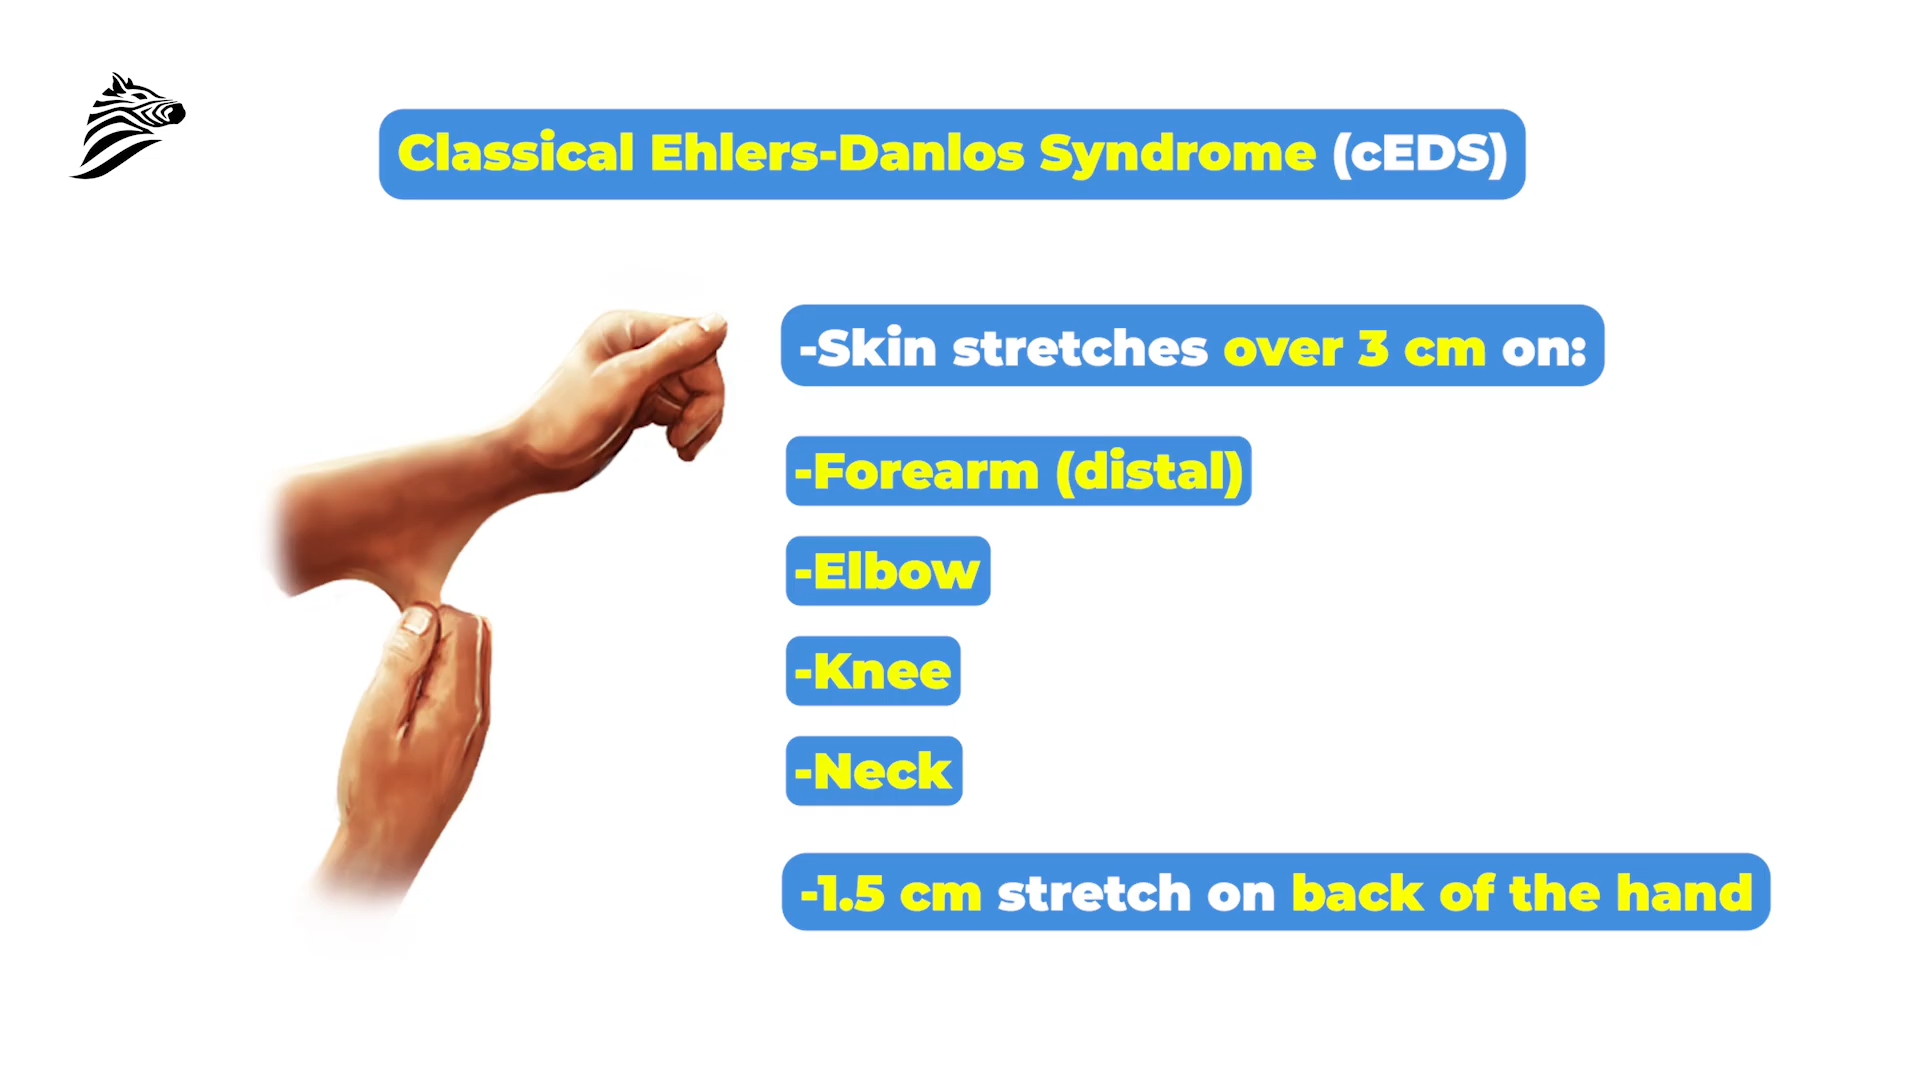 Classical Ehlers-Danlos Syndrome (cEDS)
-Skin stretches over 3 cm on:
-Forearm (distal)
-Elbow
-Knee
-Neck
-1.5 cm stretch on back of the hand